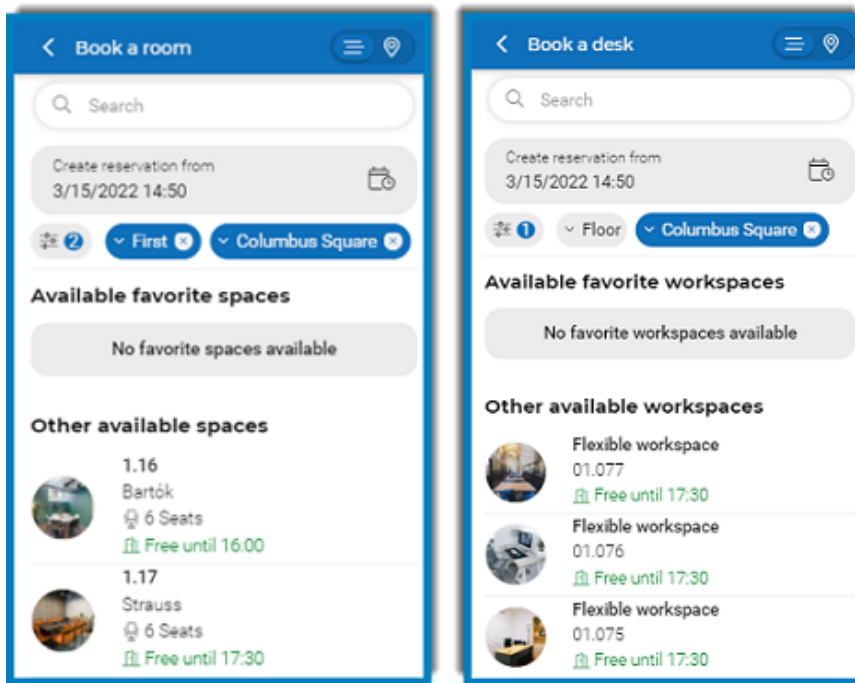 Book a room
Search
Create reservation from
3/15/2022 14:50
2 First Columbus Square
Available favorite spaces
No favorite spaces available
Other available spaces
1.16
Bartók
6 Seats
Free until 16:00
1.17
Strauss
6 Seats
Free until 17:30
Book a desk
Search
Create reservation from
3/15/2022 14:50
1 Floor Columbus Square
Available favorite workspaces
No favorite workspaces available
Other available workspaces
Flexible workspace
01.077
Free until 17:30
Flexible workspace
01.076
Free until 17:30
Flexible workspace
01.075
Free until 17:30